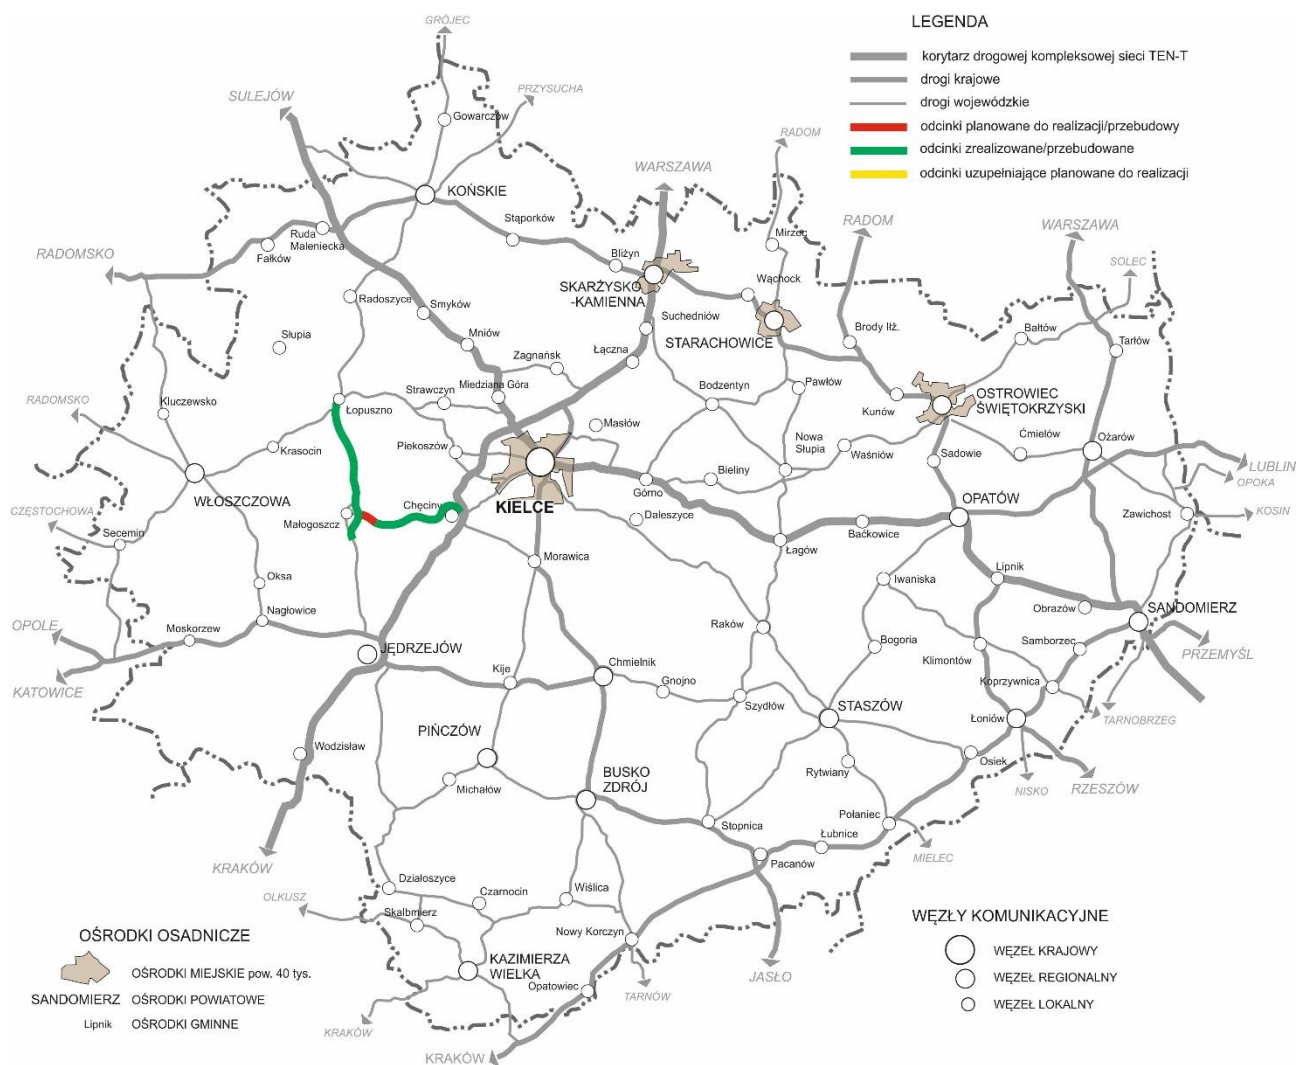 GRÓJEC
LEGENDA
korytarz drogowej kompleksowej sieci TEN-T
drogi krajowe
drogi wojewódzkie
odcinki planowane do realizacji/przebudowy
odcinki zrealizowane/przebudowane
odcinki uzupełniające planowane do realizacji
SULEJÓW
PRZYSUCHA
Gowarczów
RADOM
WARSZAWA
KOŃSKIE
Stąporków
Ruda
Maleniecka
Fałków
RADOMSKO
Bliżyn
SKARŻYSKO
-KAMIENNA
Mirzec
Wąchock
RADOM
WARSZAWA
SOLEC
Radoszyce
Smyków
Suchedniów
STARACHOWICE
Brody Iłż.
Bałtów
Tarłów
Słupia
Mniów
Zagnańsk
Łączna
Miedziana Góra
Strawczyn
Bodzentyn
Pawłów
Kunów
OSTROWIEC
ŚWIĘTOKRZYSKI
RADOMSKO
Kluczewsko
Łopuszno
Masłów
Krasocin
Piekoszów
Nowa
Słupia
Waśniów
Ćmielów
Ożarów
Sadowie
LUBLIN
OPOKA
WŁOSZCZOWA
KIELCE
Górno
Bieliny
OPATÓW
CZĘSTOCHOWA
Secemin
Małogoszcz
Chęciny
Daleszyce
Łagów
Baćkowice
Zawichost
KOSIN
Morawica
Oksa
Iwaniska
Lipnik
Obrazów
SANDOMIERZ
OPOLE
Moskorzew
Nagłowice
Raków
Bogoria
Klimontów
Samborzec
PRZEMYŚL
KATOWICE
JĘDRZEJÓW
Kije
Chmielnik
Gnojno
Szydłów
STASZÓW
Koprzywnica
Łoniów
TARNOBRZEG
Wodzisław
PIŃCZÓW
Michałów
BUSKO
ZDRÓJ
Rytwiany
Osiek
NISKO
RZESZÓW
Stopnica
Połaniec
Łubnice
Pacanów
MIELEC
KRAKÓW
Działoszyce
OLKUSZ
Skalbmierz
Czarnocin
Wiślica
Nowy Korczyn
KAZIMIERZA
WIELKA
Opatowiec
TARNÓW
JASŁO
KRAKÓW
KRAKÓW
OŚRODKI OSADNICZE
OŚRODKI MIEJSKIE pow. 40 tys.
SANDOMIERZ OŚRODKI POWIATOWE
Lipnik OŚRODKI GMINNE
WĘZŁY KOMUNIKACYJNE
WĘZEŁ KRAJOWY
WĘZEŁ REGIONALNY
WĘZEŁ LOKALNY